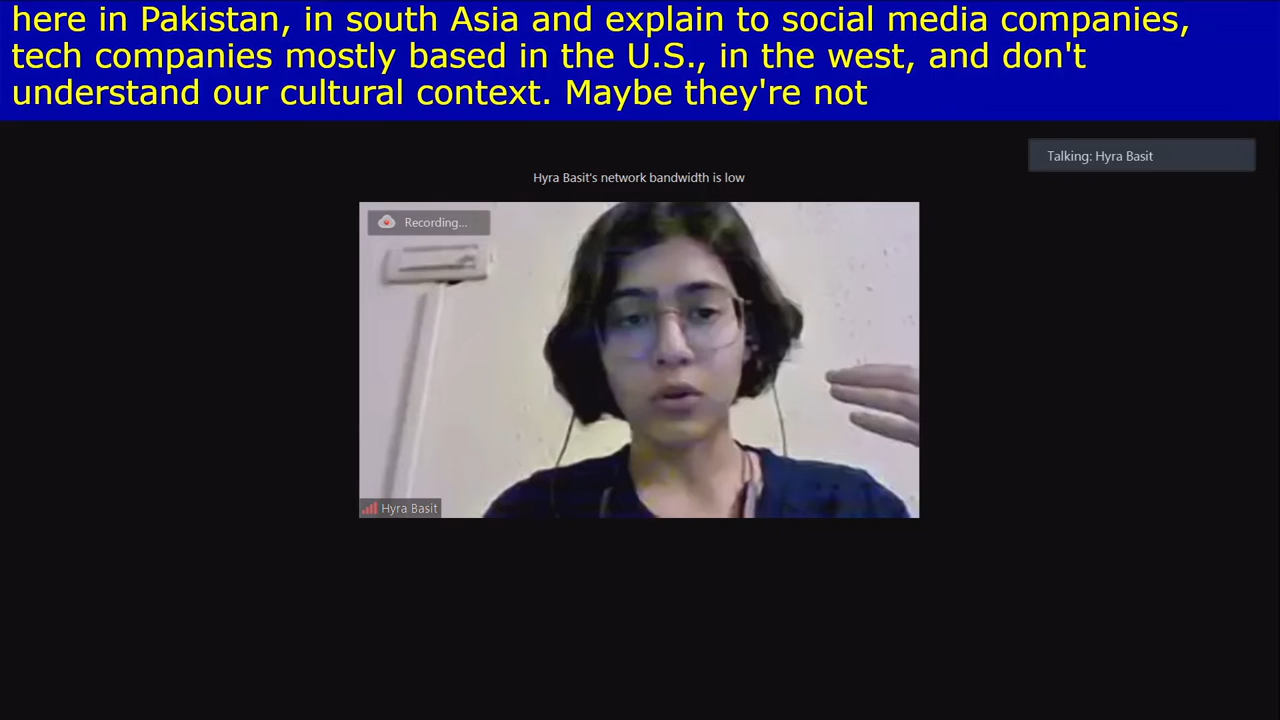 here in Pakistan, in south Asia and explain to social media companies,
tech companies mostly based in the U.S., in the west, and don't
understand our cultural context. Maybe they're not
Talking: Hyra Basit
Hyra Basit's network bandwidth is low
Recording...
Hyra Basit